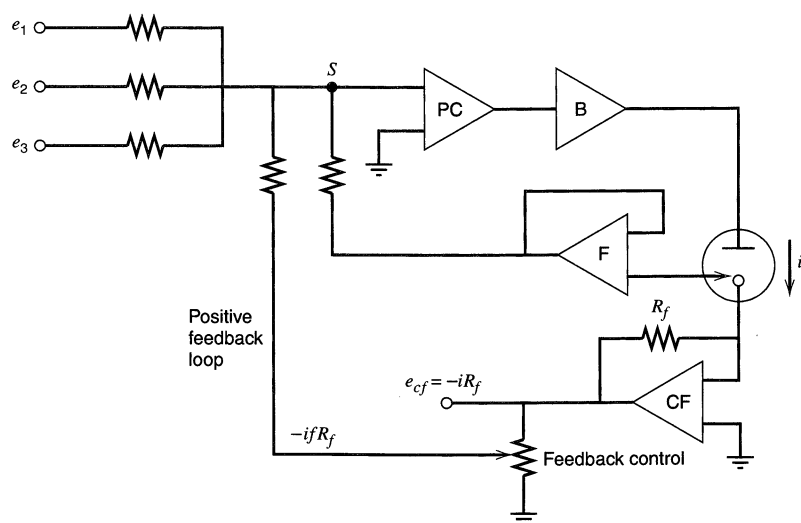 e1
e2
e3
S
PC
B
F
i
Rf
Positive
feedback
loop
ecf = −iRf
CF
−ifRf
Feedback control